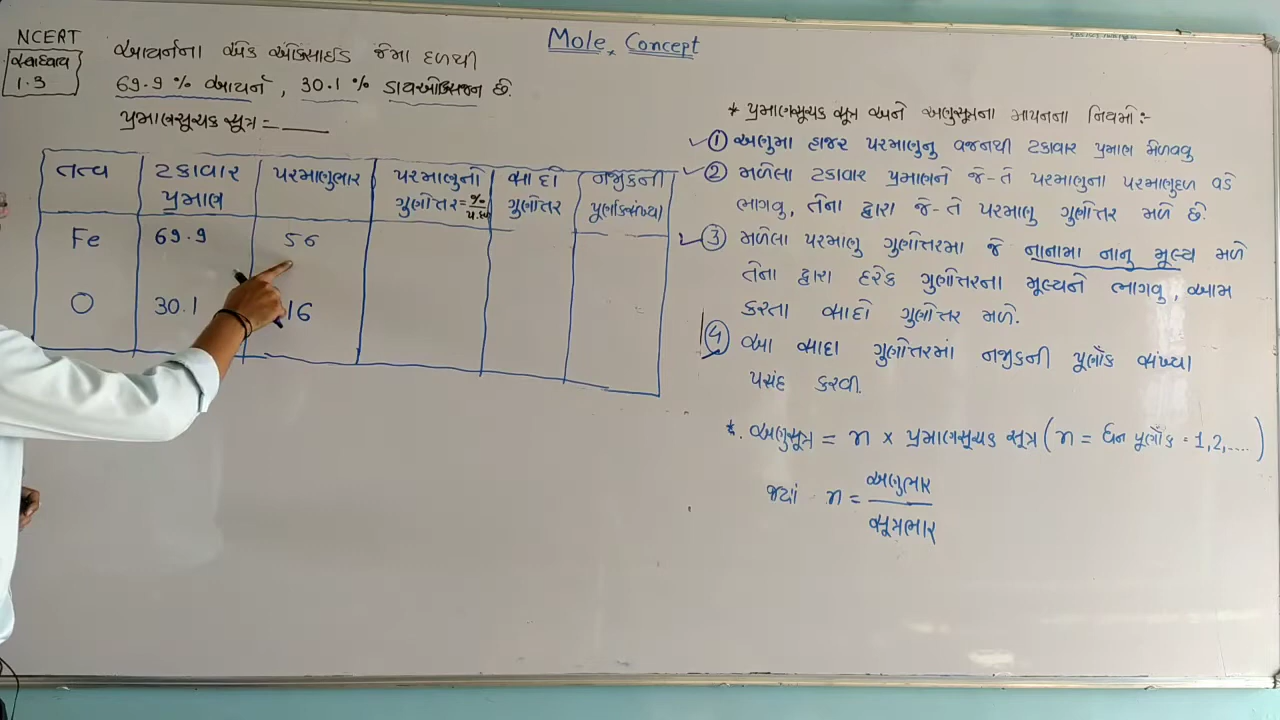 Mole Concept
NCERT
સ્વાધ્યાય
1.3
આયર્નના એક ઓક્સાઈડ જેમા દળથી
69.9 % આયર્ન, 30.1 % ડાયઓક્સિજન છે.
પ્રમાણસૂચક સૂત્ર = ____
તત્વ ટકાવાર પરમાણુભાર પરમાણુનો સાદો નજીકની
પ્રમાણ ગુણોત્તર=%/પ.ભા ગુણોત્તર પૂર્ણાંકસંખ્યા
Fe 69.9 56
O 30.1 16
* પ્રમાણસૂચક સૂત્ર અને અણુસૂત્રના માપનના નિયમો :-
① અણુમા હાજર પરમાણુનુ વજનથી ટકાવાર પ્રમાણ મેળવવુ
② મળેલા ટકાવાર પ્રમાણને જે-તે પરમાણુના પરમાણુદળ વડે
ભાગવુ, તેના દ્વારા જે-તે પરમાણુ ગુણોત્તર મળે છે.
③ મળેલા પરમાણુ ગુણોત્તરમા જે નાનામા નાનુ મૂલ્ય મળે
તેના દ્વારા દરેક ગુણોત્તરના મૂલ્યને ભાગવુ, આમ
કરતા સાદો ગુણોત્તર મળે.
④ આ સાદા ગુણોત્તરમાં નજીકની પૂર્ણાંક સંખ્યા
પસંદ કરવી.
*. અણુસૂત્ર = n × પ્રમાણસૂચક સૂત્ર (n = ધન પૂર્ણાંક = 1,2,....)
જ્યાં n = અણુભાર
સૂત્રભાર